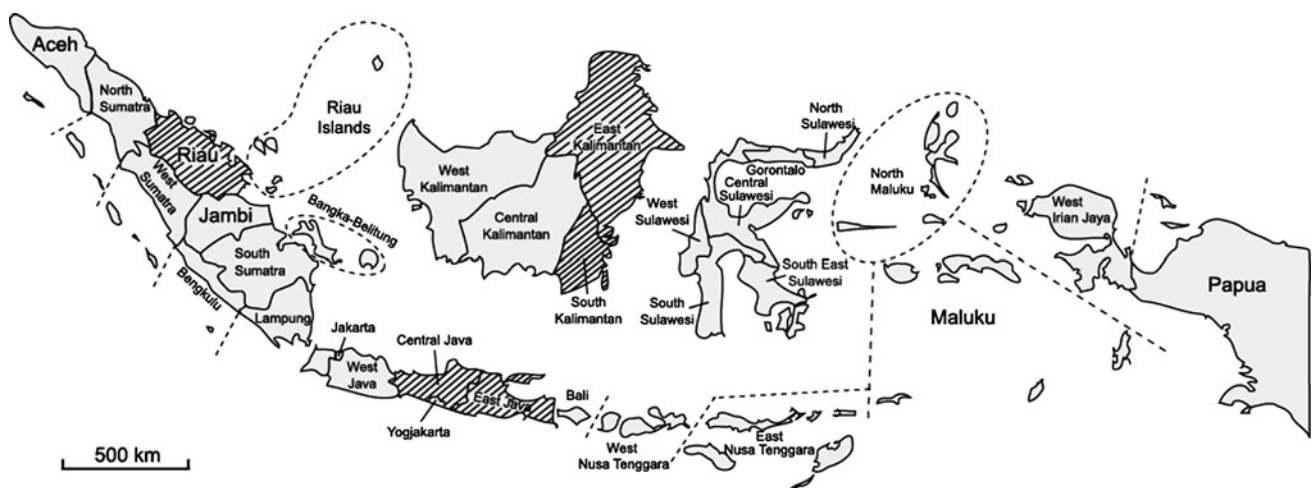 Aceh
North
Sumatra
Riau
Islands
Riau
West
Sumatra
Jambi
Bangka-Belitung
South
Sumatra
Bengkulu
Lampung
Jakarta
West
Java
Central Java
Yogjakarta
East Java
Bali
West
Nusa Tenggara
East
Nusa Tenggara
West
Kalimantan
Central
Kalimantan
East
Kalimantan
South
Kalimantan
North
Sulawesi
Gorontalo
Central
Sulawesi
West
Sulawesi
South East
Sulawesi
South
Sulawesi
North
Maluku
Maluku
West
Irian Jaya
Papua
500 km